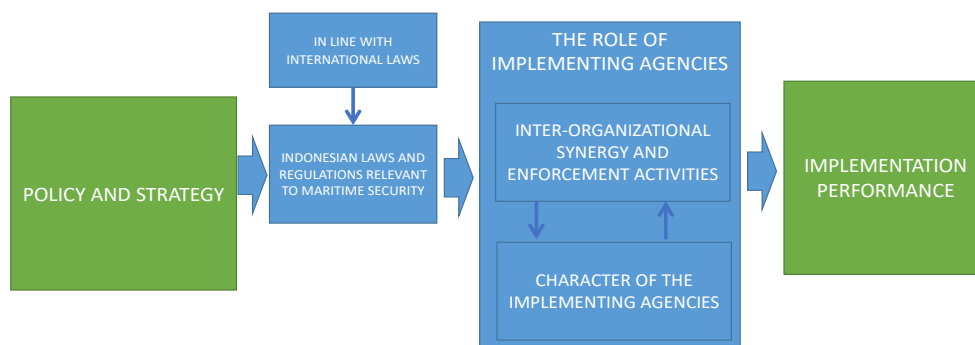 POLICY AND STRATEGY
IN LINE WITH
INTERNATIONAL LAWS
INDONESIAN LAWS AND
REGULATIONS RELEVANT
TO MARITIME SECURITY
THE ROLE OF
IMPLEMENTING AGENCIES
INTER-ORGANIZATIONAL
SYNERGY AND
ENFORCEMENT ACTIVITIES
CHARACTER OF THE
IMPLEMENTING AGENCIES
IMPLEMENTATION
PERFORMANCE